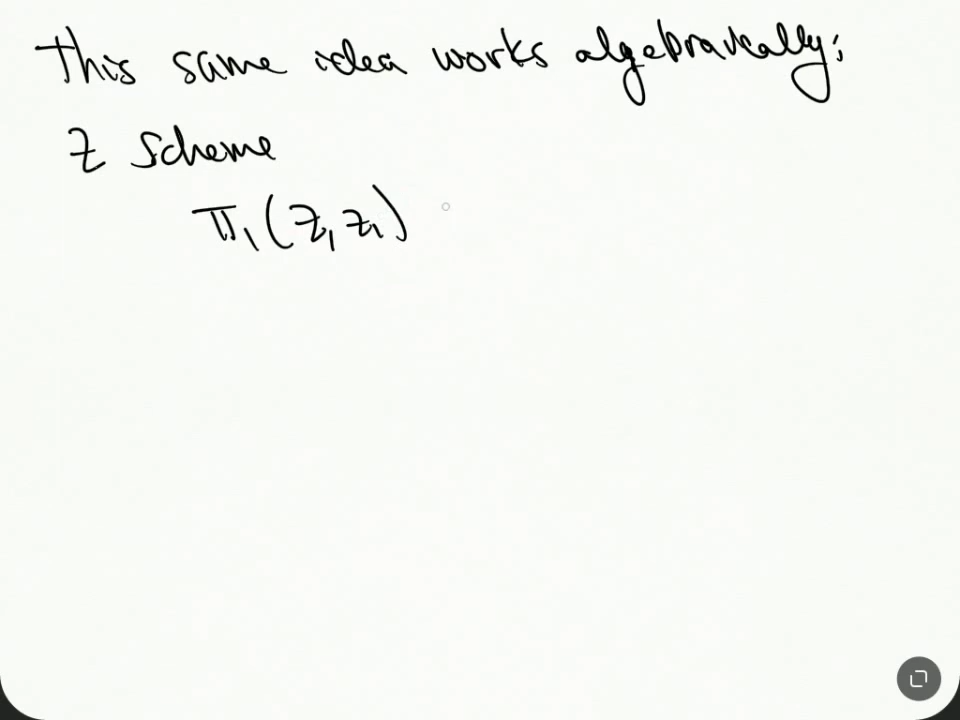 This same idea works algebraically:
Z scheme
π₁(Z, z₁)